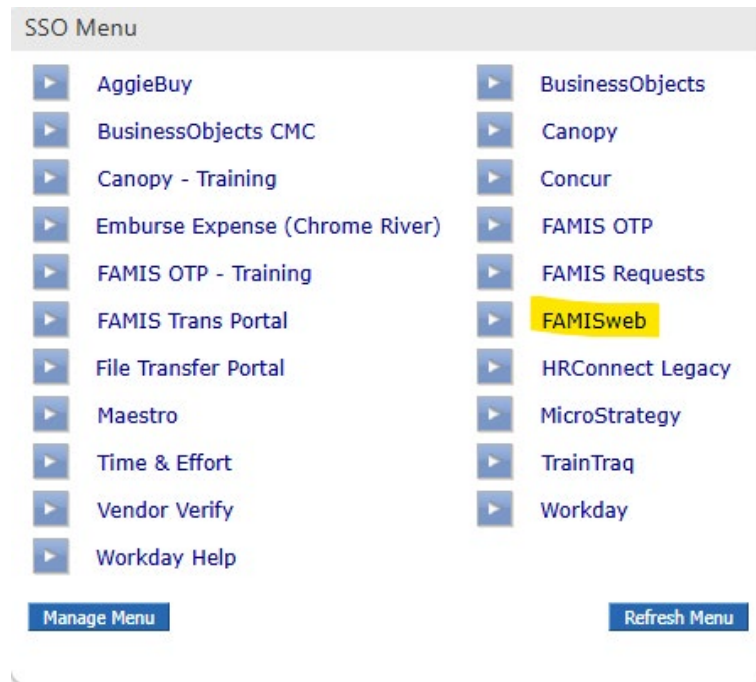 SSO Menu
AggieBuy
BusinessObjects
BusinessObjects CMC
Canopy
Canopy - Training
Concur
Emburse Expense (Chrome River)
FAMIS OTP
FAMIS OTP - Training
FAMIS Requests
FAMIS Trans Portal
FAMISweb
File Transfer Portal
HRConnect Legacy
Maestro
MicroStrategy
Time & Effort
TrainTraq
Vendor Verify
Workday
Workday Help
Manage Menu
Refresh Menu